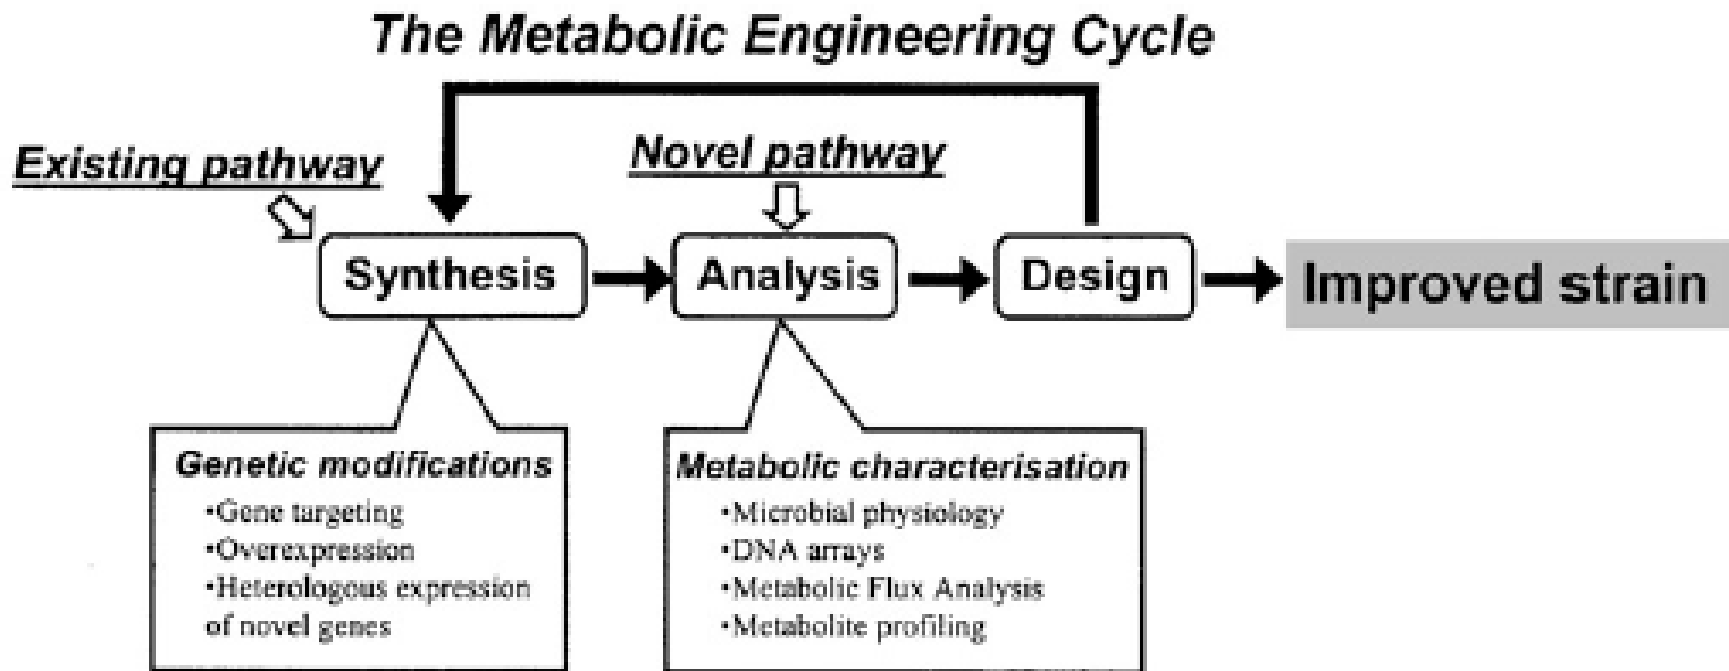 The Metabolic Engineering Cycle
Existing pathway
Novel pathway
Synthesis
Analysis
Design
Improved strain
Genetic modifications
•Gene targeting
•Overexpression
•Heterologous expression
of novel genes
Metabolic characterisation
•Microbial physiology
•DNA arrays
•Metabolic Flux Analysis
•Metabolite profiling